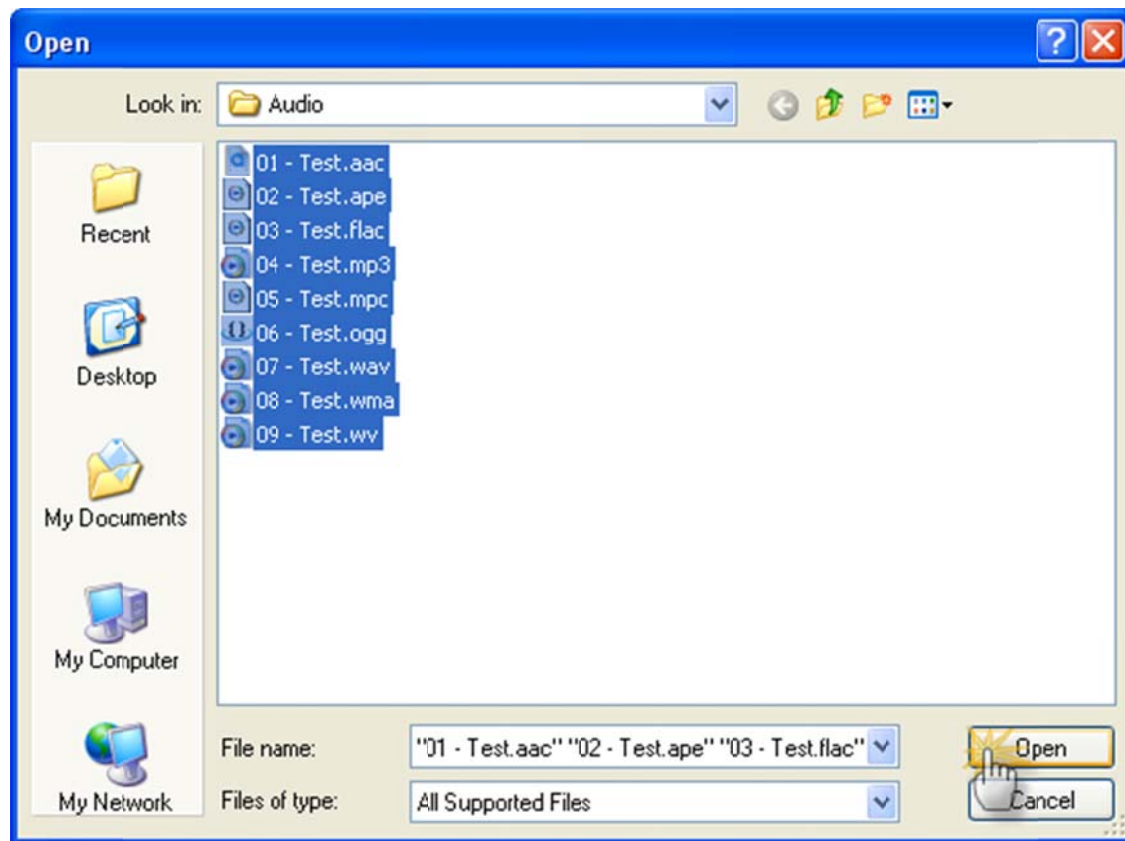 Open
Look in:
Audio
Recent
Desktop
My Documents
My Computer
My Network
01 - Test.aac
02 - Test.ape
03 - Test.flac
04 - Test.mp3
05 - Test.mpc
06 - Test.ogg
07 - Test.wav
08 - Test.wma
09 - Test.wv
File name:
"01 - Test.aac" "02 - Test.ape" "03 - Test.flac"
Open
Files of type:
All Supported Files
Cancel